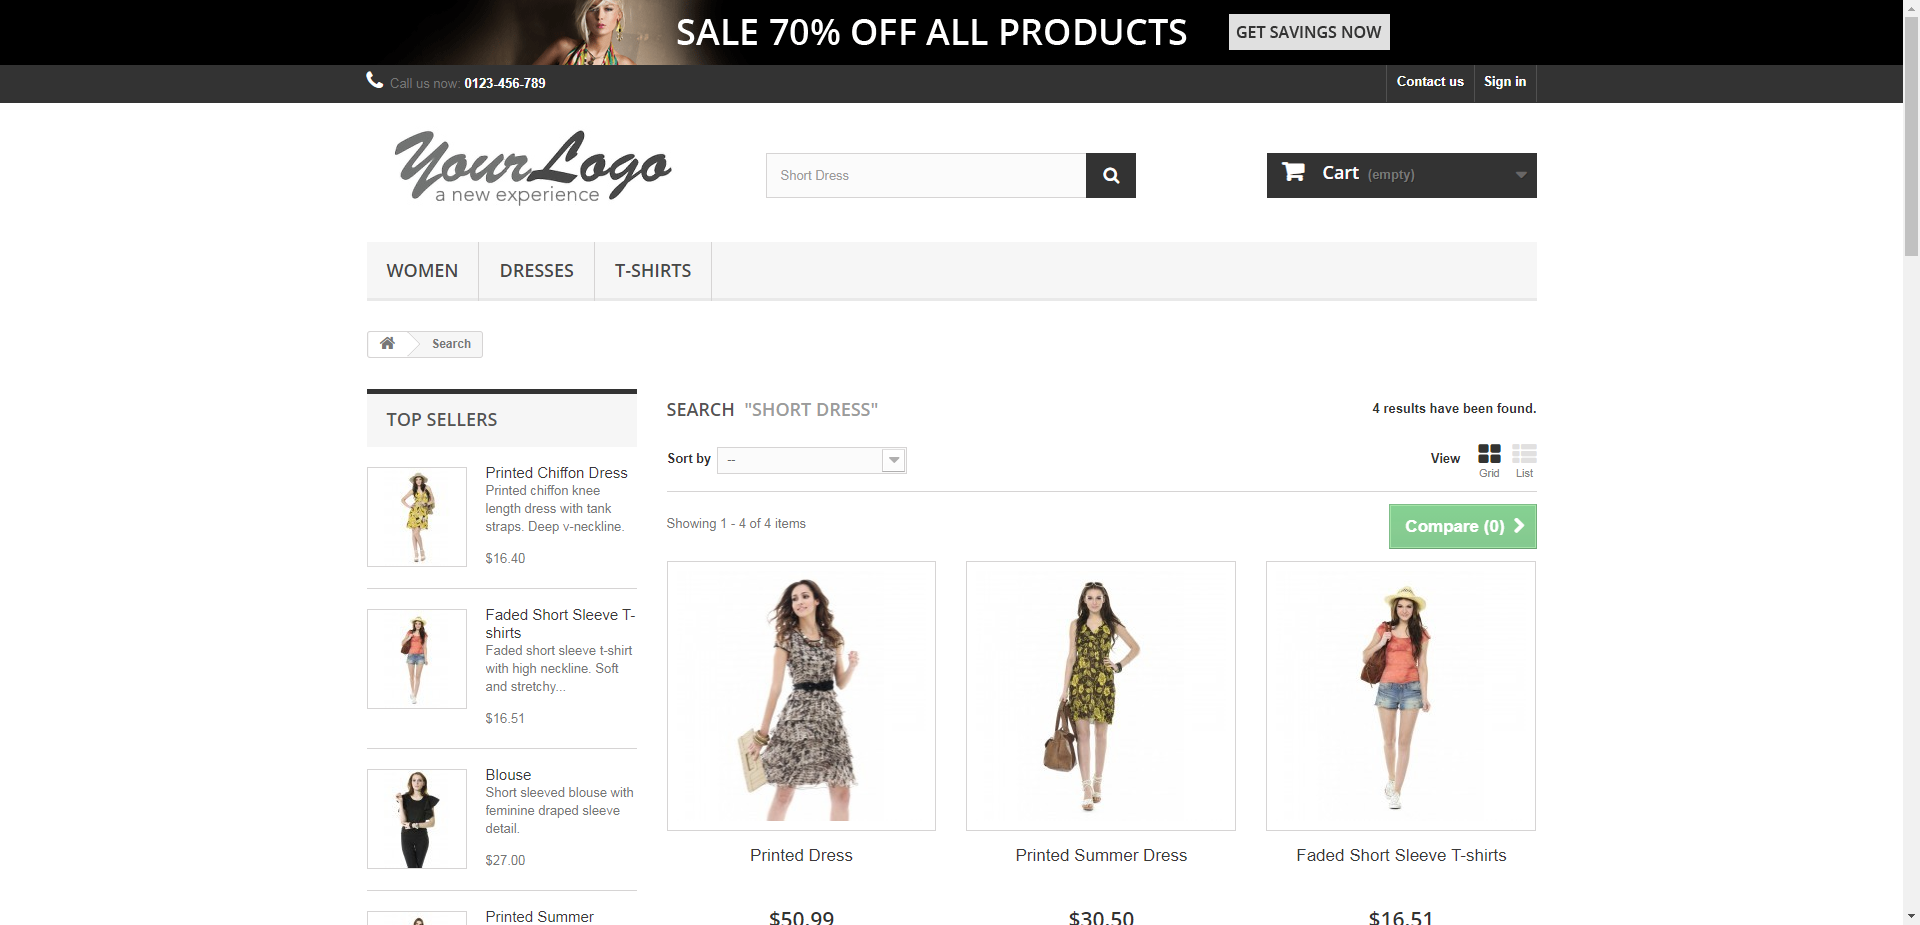 SALE 70% OFF ALL PRODUCTS
GET SAVINGS NOW
Call us now: 0123-456-789
Contact us
Sign in
YourLogo
a new experience
Short Dress
Cart (empty)
WOMEN
DRESSES
T-SHIRTS
Search
TOP SELLERS
Printed Chiffon Dress
Printed chiffon knee
length dress with tank
straps. Deep v-neckline.
$16.40
Faded Short Sleeve T-
shirts
Faded short sleeve t-shirt
with high neckline. Soft
and stretchy...
$16.51
Blouse
Short sleeved blouse with
feminine draped sleeve
detail.
$27.00
Printed Summer
SEARCH "SHORT DRESS"
4 results have been found.
Sort by --
View
Grid
List
Showing 1 - 4 of 4 items
Compare (0)
Printed Dress
$50.99
Printed Summer Dress
$30.50
Faded Short Sleeve T-shirts
$16.51